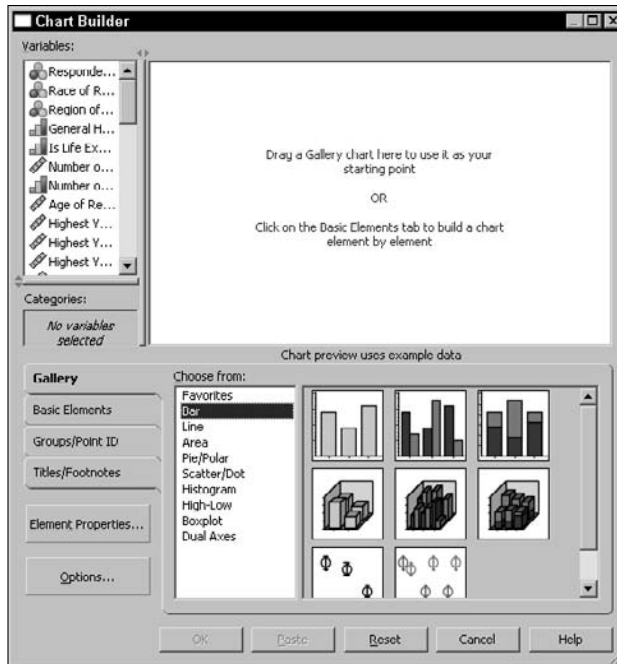 Chart Builder
Variables:
Responde...
Race of R...
Region of...
General H...
Is Life Ex...
Number o...
Number o...
Age of Re...
Highest Y...
Highest Y...
Highest Y...
Categories:
No variables
selected
Drag a Gallery chart here to use it as your
starting point
OR
Click on the Basic Elements tab to build a chart
element by element
Chart preview uses example data
Gallery
Basic Elements
Groups/Point ID
Titles/Footnotes
Element Properties...
Options...
Choose from:
Favorites
Bar
Line
Area
Pie/Polar
Scatter/Dot
Histogram
High-Low
Boxplot
Dual Axes
OK
Paste
Reset
Cancel
Help